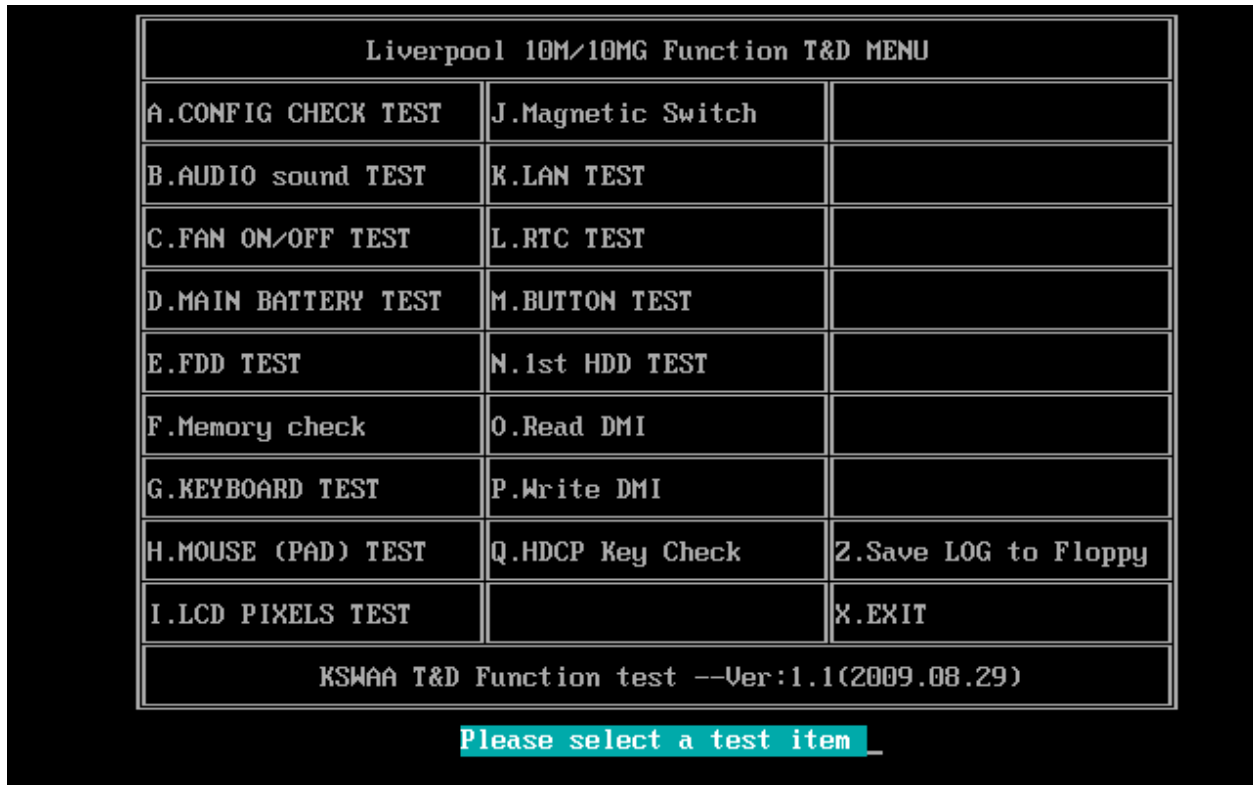 Liverpool 10M/10MG Function T&D MENU
A.CONFIG CHECK TEST J.Magnetic Switch
B.AUDIO sound TEST K.LAN TEST
C.FAN ON/OFF TEST L.RTC TEST
D.MAIN BATTERY TEST M.BUTTON TEST
E.FDD TEST N.1st HDD TEST
F.Memory check O.Read DMI
G.KEYBOARD TEST P.Write DMI
H.MOUSE (PAD) TEST Q.HDCP Key Check Z.Save LOG to Floppy
I.LCD PIXELS TEST X.EXIT
KSWAA T&D Function test --Ver:1.1(2009.08.29)
Please select a test item _